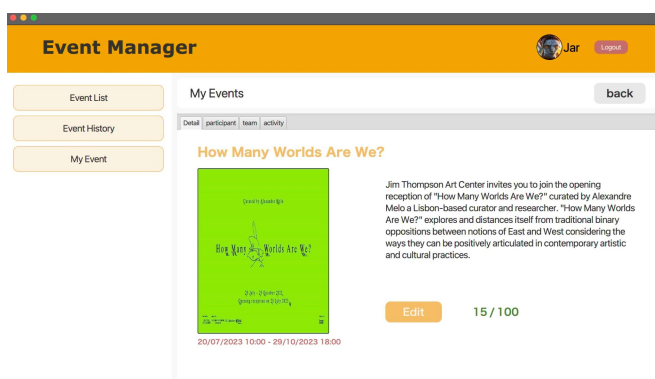 Event Manager
Jar
Logout
Event List
Event History
My Event
My Events
back
Detail participant team activity
How Many Worlds Are We?
How Many Worlds Are We?
Jim Thompson Art Center invites you to join the opening
reception of "How Many Worlds Are We?" curated by Alexandre
Melo a Lisbon-based curator and researcher. "How Many Worlds
Are We?" explores and distances itself from traditional binary
oppositions between notions of East and West considering the
ways they can be positively articulated in contemporary artistic
and cultural practices.
Edit
15/100
20/07/2023 10:00 - 29/10/2023 18:00